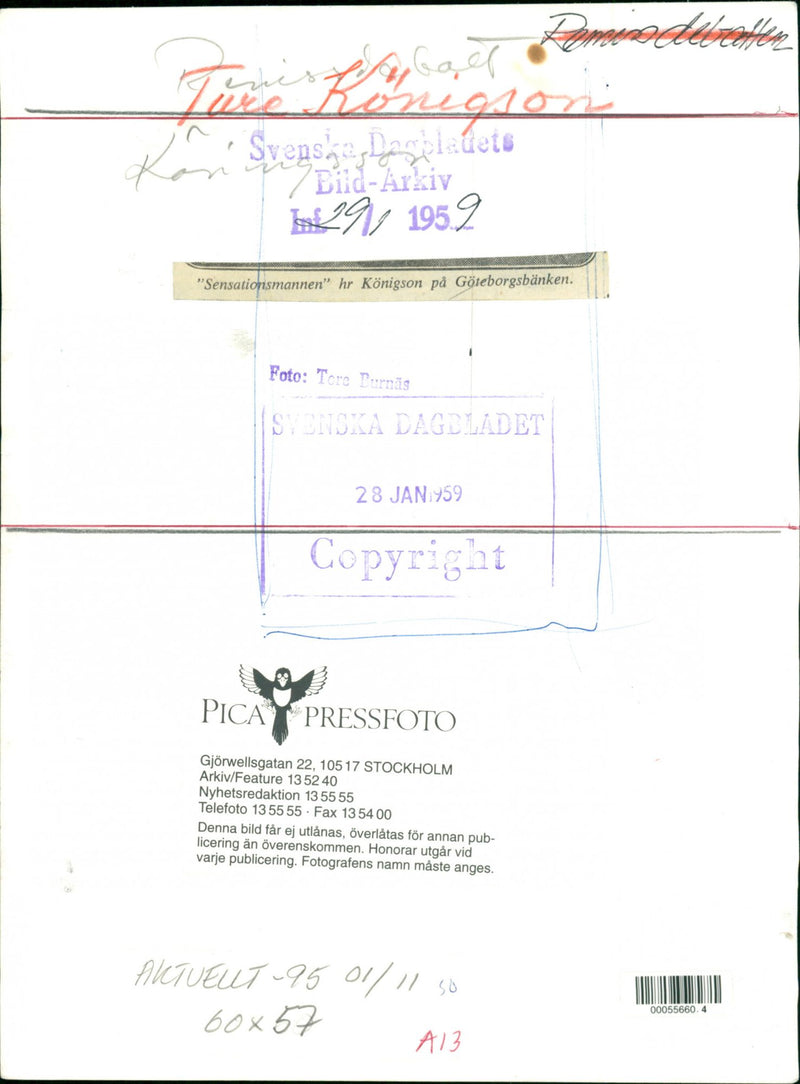 Remissdebatten
Remissdebatt
Ture Königson
Königsson
Svenska Dagbladets
Bild-Arkiv
Inf. 29/1 1959
"Sensationsmannen" hr Königson på Göteborgsbänken.
Foto: Tore Burnäs
SVENSKA DAGBLADET
28 JAN 1959
Copyright
PICA PRESSFOTO
Gjörwellsgatan 22, 105 17 STOCKHOLM
Arkiv/Feature 13 52 40
Nyhetsredaktion 13 55 55
Telefoto 13 55 55 · Fax 13 54 00
Denna bild får ej utlånas, överlåtas för annan pub-
licering än överenskommen. Honorar utgår vid
varje publicering. Fotografens namn måste anges.
AKTUELLT -95 01/11
60x57
A13
00055660 4